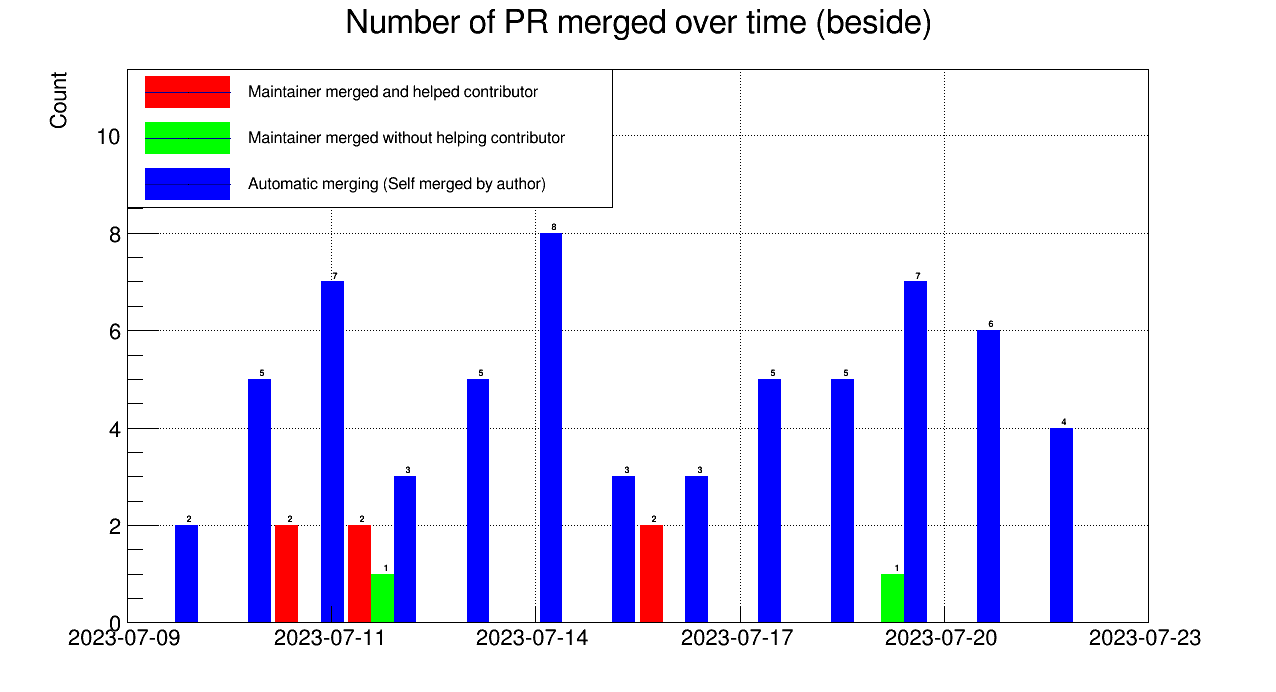 Number of PR merged over time (beside)
Count
Maintainer merged and helped contributor
Maintainer merged without helping contributor
Automatic merging (Self merged by author)
10
8
6
4
2
0
2 5 2 7 2 1 3 5 8 3 2 3 5 5 1 7 6 4
2023-07-09 2023-07-11 2023-07-14 2023-07-17 2023-07-20 2023-07-23